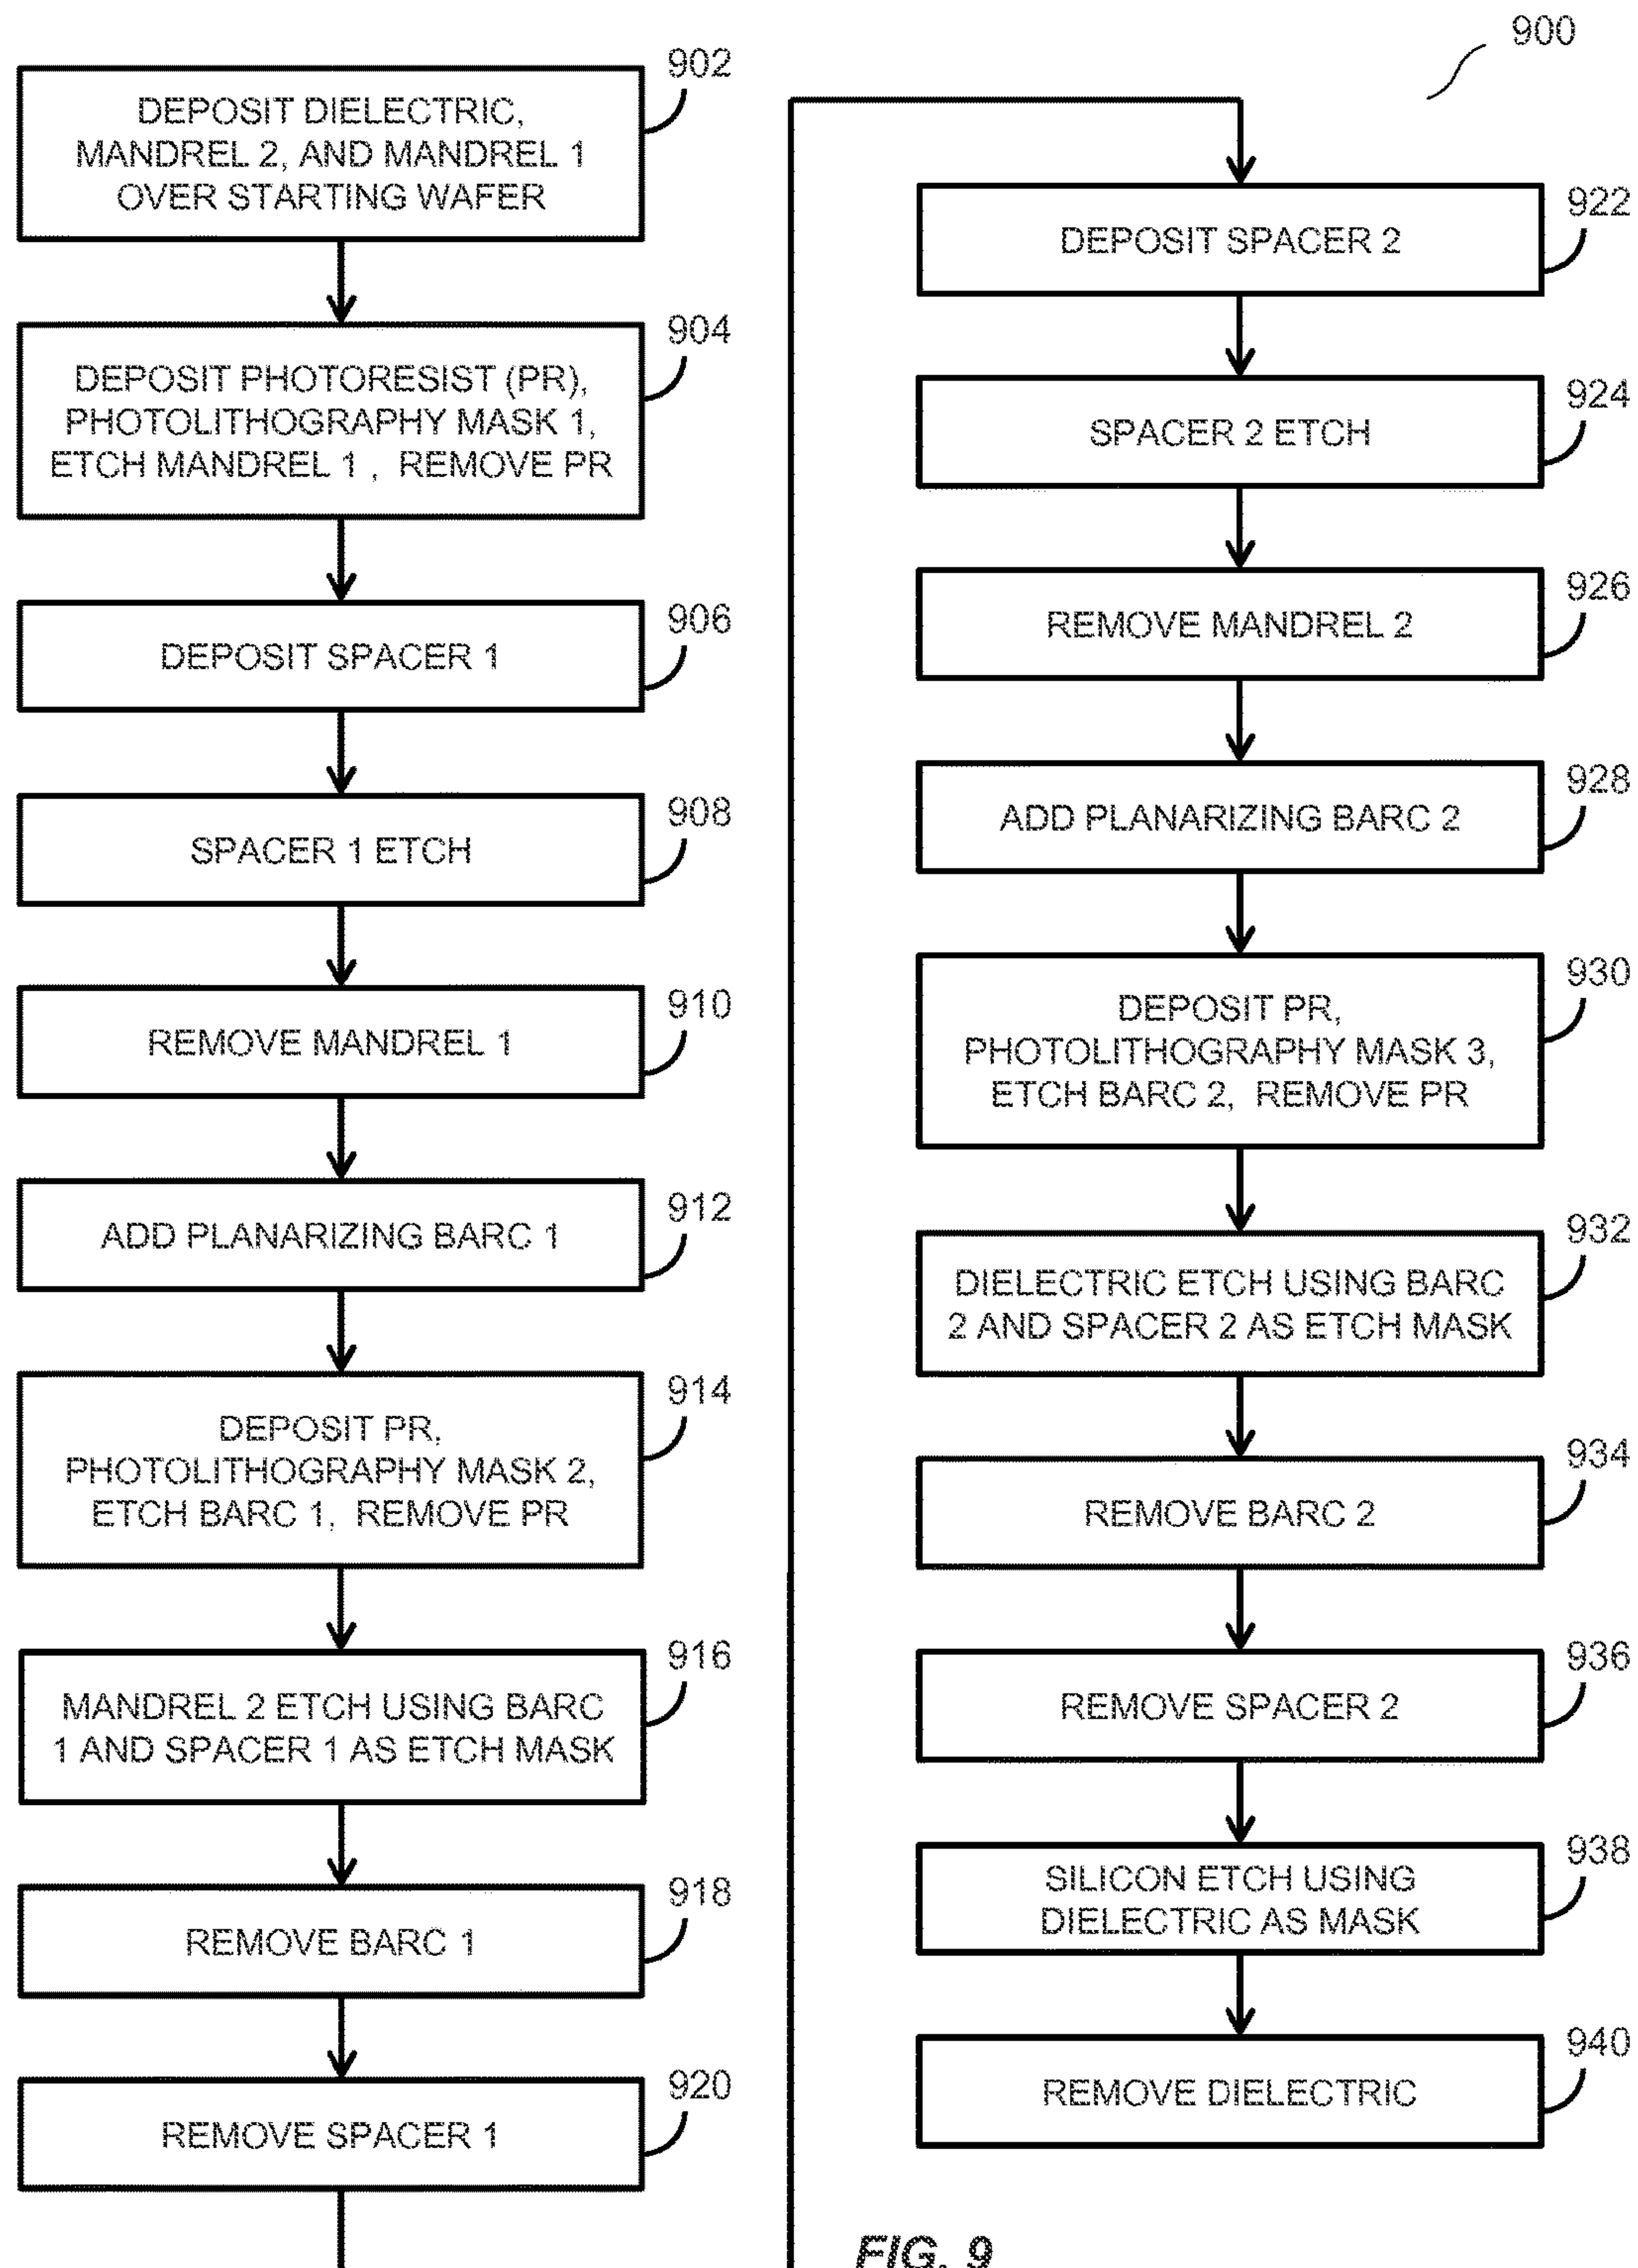 900
902
DEPOSIT DIELECTRIC,
MANDREL 2, AND MANDREL 1
OVER STARTING WAFER
904
DEPOSIT PHOTORESIST (PR),
PHOTOLITHOGRAPHY MASK 1,
ETCH MANDREL 1 , REMOVE PR
906
DEPOSIT SPACER 1
908
SPACER 1 ETCH
910
REMOVE MANDREL 1
912
ADD PLANARIZING BARC 1
914
DEPOSIT PR,
PHOTOLITHOGRAPHY MASK 2,
ETCH BARC 1, REMOVE PR
916
MANDREL 2 ETCH USING BARC
1 AND SPACER 1 AS ETCH MASK
918
REMOVE BARC 1
920
REMOVE SPACER 1
922
DEPOSIT SPACER 2
924
SPACER 2 ETCH
926
REMOVE MANDREL 2
928
ADD PLANARIZING BARC 2
930
DEPOSIT PR,
PHOTOLITHOGRAPHY MASK 3,
ETCH BARC 2, REMOVE PR
932
DIELECTRIC ETCH USING BARC
2 AND SPACER 2 AS ETCH MASK
934
REMOVE BARC 2
936
REMOVE SPACER 2
938
SILICON ETCH USING
DIELECTRIC AS MASK
940
REMOVE DIELECTRIC
FIG. 9